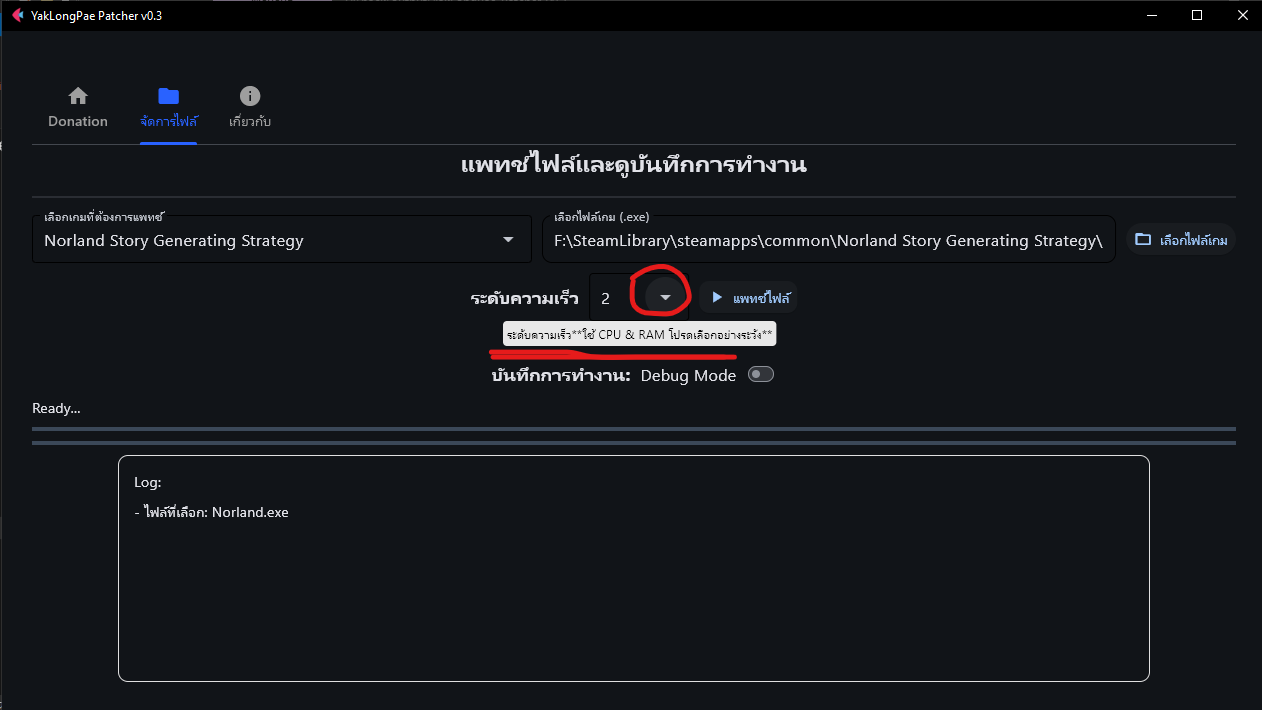 YakLongPae Patcher v0.3
Donation
จัดการไฟล์
เกี่ยวกับ
แพทช์ไฟล์และดูบันทึกการทำงาน
เลือกเกมที่ต้องการแพทช์
Norland Story Generating Strategy
เลือกไฟล์เกม (.exe)
F:\SteamLibrary\steamapps\common\Norland Story Generating Strategy\
เลือกไฟล์เกม
ระดับความเร็ว
2
แพทช์ไฟล์
ระดับความเร็ว**ใช้ CPU & RAM โปรดเลือกอย่างระวัง**
บันทึกการทำงาน: Debug Mode
Ready...
Log:
- ไฟล์ที่เลือก: Norland.exe